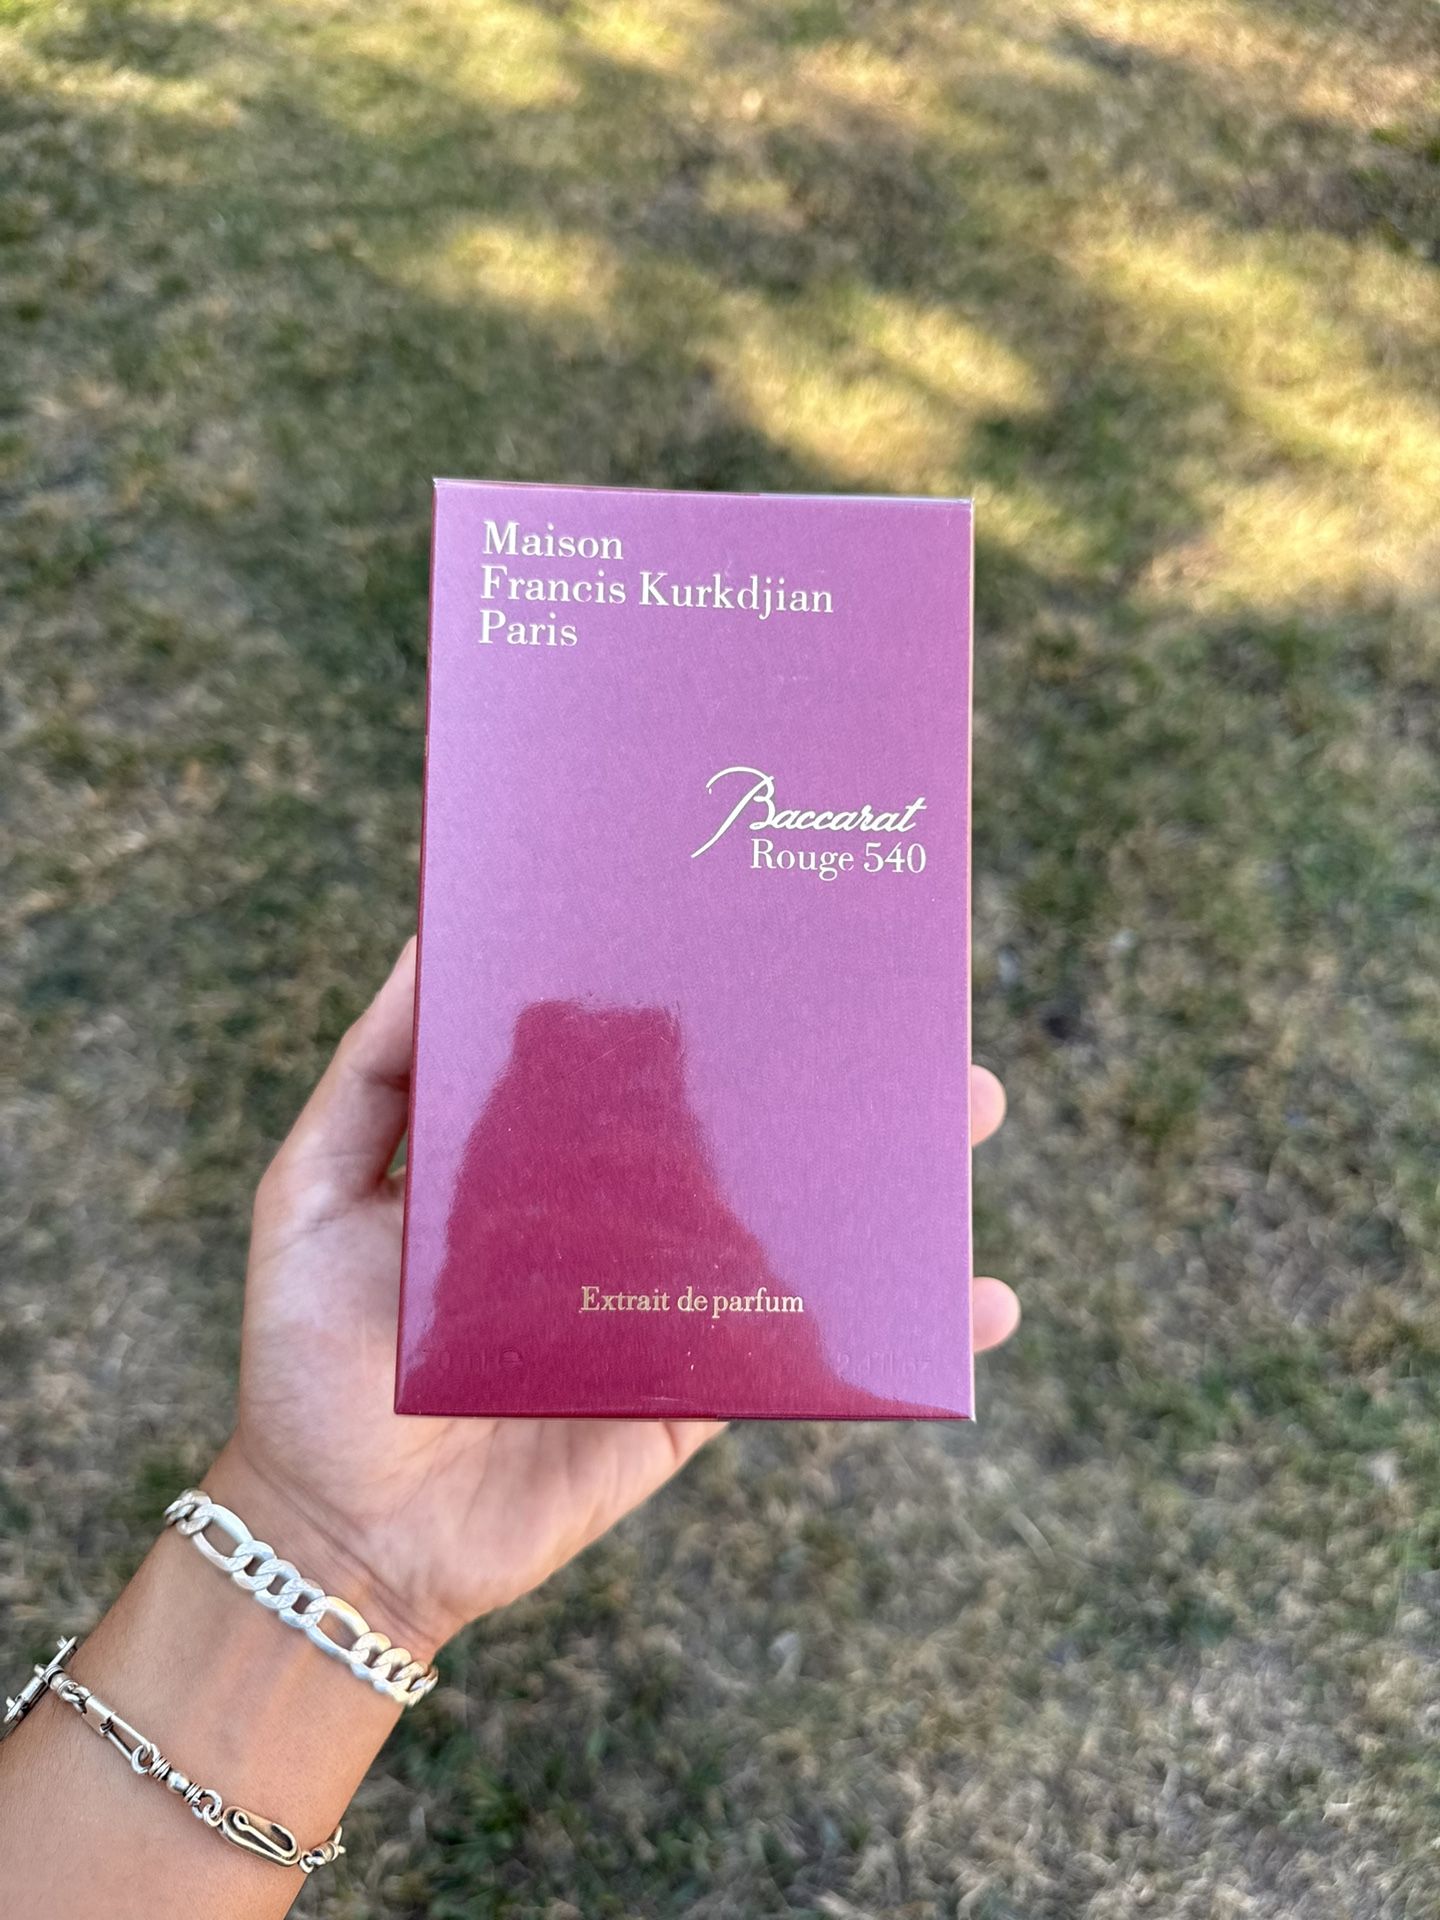 Maison
Francis Kurkdjian
Paris
Baccarat
Rouge 540
Extrait de parfum